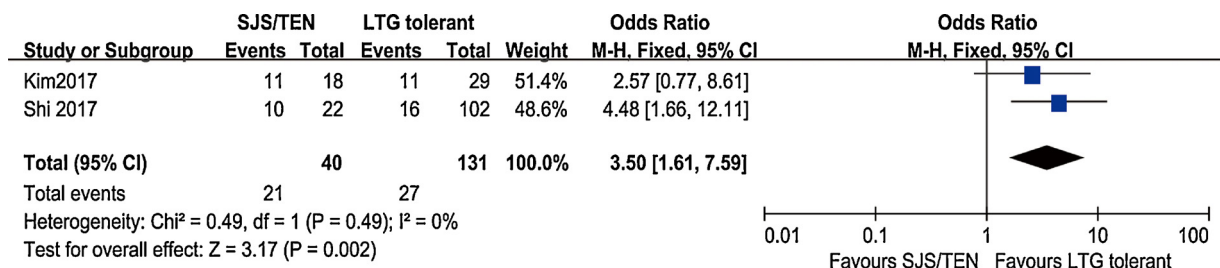 SJS/TEN LTG tolerant Odds Ratio Odds Ratio
Study or Subgroup Events Total Events Total Weight M-H, Fixed, 95% CI M-H, Fixed, 95% CI
Kim2017 11 18 11 29 51.4% 2.57 [0.77, 8.61]
Shi 2017 10 22 16 102 48.6% 4.48 [1.66, 12.11]
Total (95% CI) 40 131 100.0% 3.50 [1.61, 7.59]
Total events 21 27
Heterogeneity: Chi² = 0.49, df = 1 (P = 0.49); I² = 0%
Test for overall effect: Z = 3.17 (P = 0.002)
0.01 0.1 1 10 100
Favours SJS/TEN Favours LTG tolerant